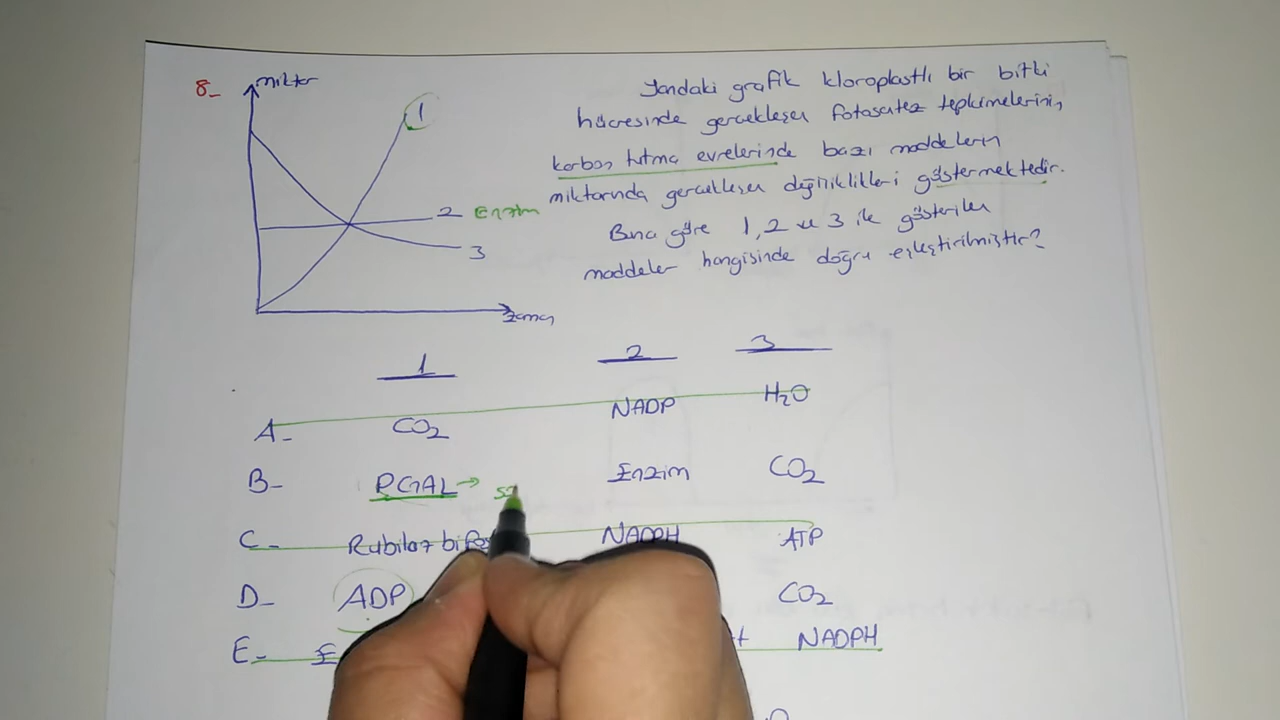 8_
miktar
1
2 Enzim
3
zaman
Yandaki grafik kloroplastlı bir bitki
hücresinde gerçekleşen fotosentez tepkimelerinin,
karbon tutma evrelerinde bazı maddelerin
miktarında gerçekleşen değişiklikleri göstermektedir.
Buna göre 1, 2 ve 3 ile gösterilen
maddeler hangisinde doğru eşleştirilmiştir?
1 2 3
A_ CO2 NADP H2O
B_ PGAL → Enzim CO2
C_ NADPH ATP
D_ ADP CO2
E_ NADPH